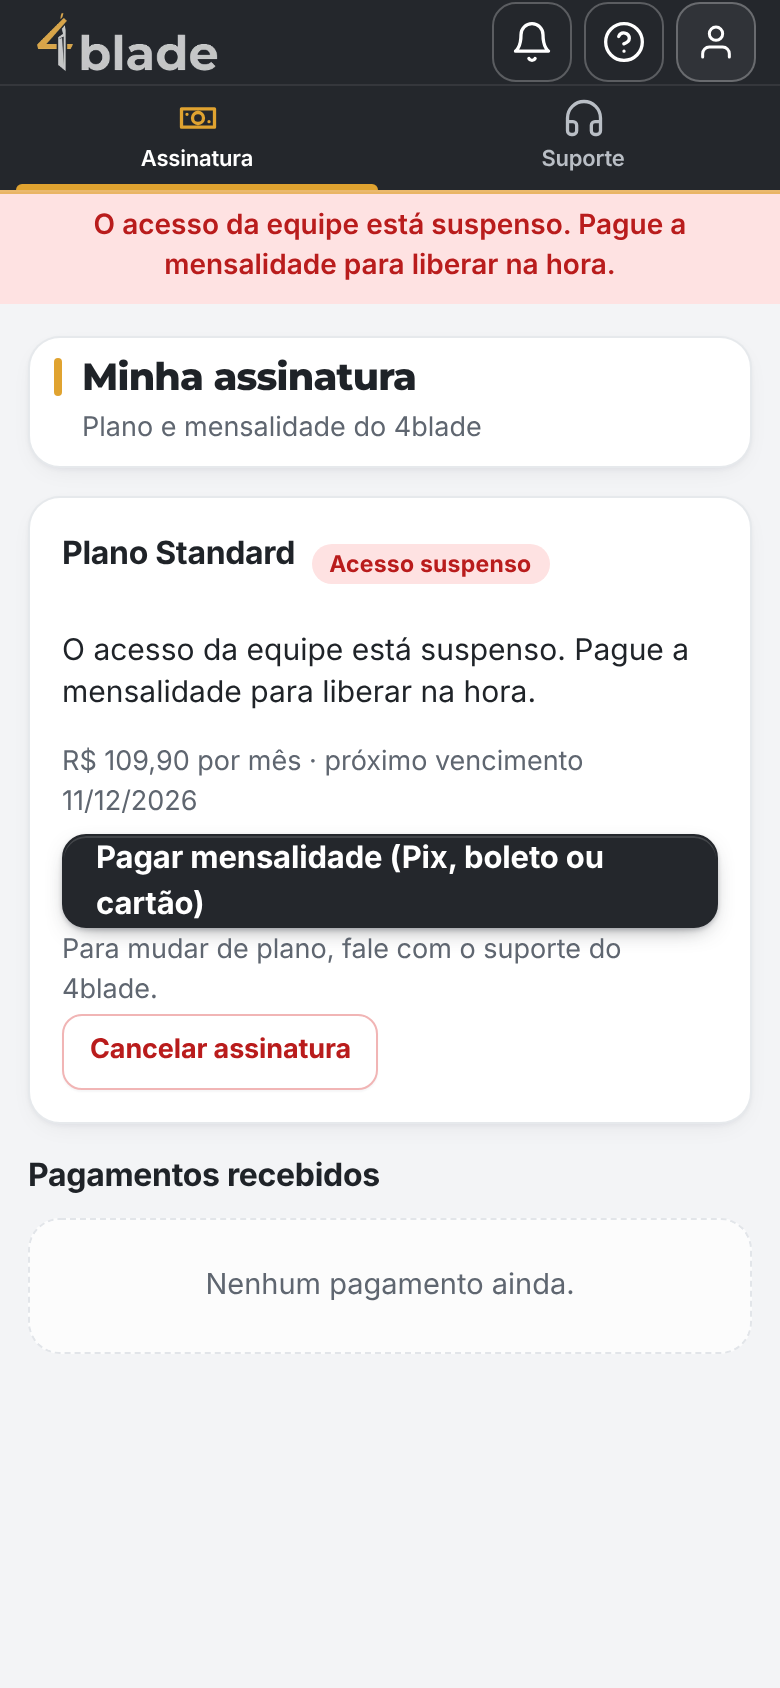 4blade
Assinatura
Suporte
O acesso da equipe está suspenso. Pague a
mensalidade para liberar na hora.
Minha assinatura
Plano e mensalidade do 4blade
Plano Standard
Acesso suspenso
O acesso da equipe está suspenso. Pague a
mensalidade para liberar na hora.
R$ 109,90 por mês · próximo vencimento
11/12/2026
Pagar mensalidade (Pix, boleto ou
cartão)
Para mudar de plano, fale com o suporte do
4blade.
Cancelar assinatura
Pagamentos recebidos
Nenhum pagamento ainda.